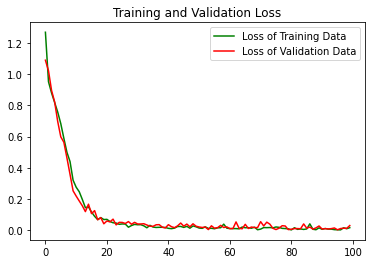 Training and Validation Loss
Loss of Training Data
Loss of Validation Data
1.2
1.0
0.8
0.6
0.4
0.2
0.0
0 20 40 60 80 100